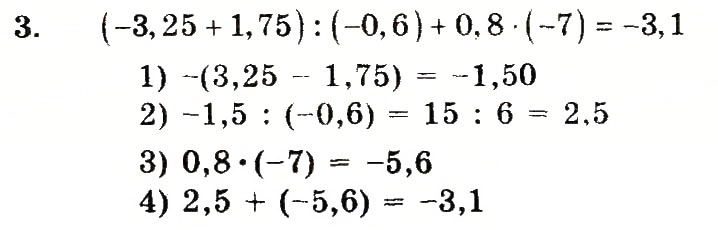 3. (−3,25 + 1,75) : (−0,6) + 0,8 · (−7) = −3,1
1) −(3,25 − 1,75) = −1,50
2) −1,5 : (−0,6) = 15 : 6 = 2,5
3) 0,8 · (−7) = −5,6
4) 2,5 + (−5,6) = −3,1